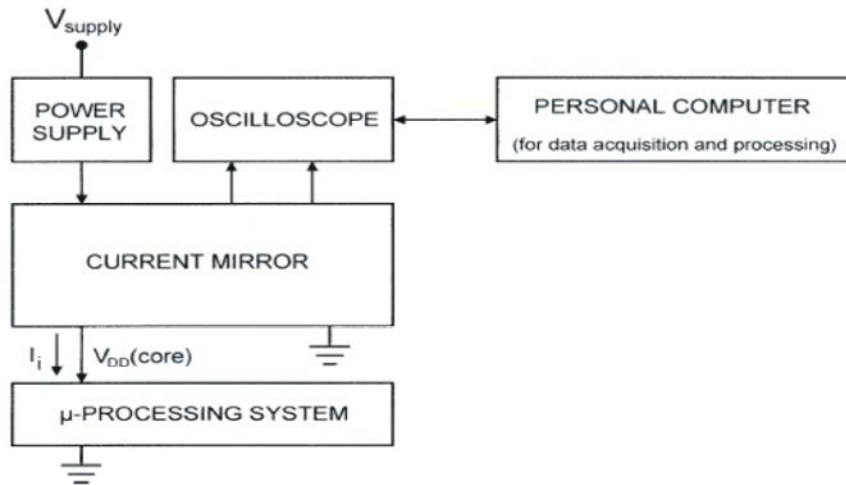 Vsupply
POWER
SUPPLY
OSCILLOSCOPE
PERSONAL COMPUTER
(for data acquisition and processing)
CURRENT MIRROR
Ii
VDD(core)
µ-PROCESSING SYSTEM